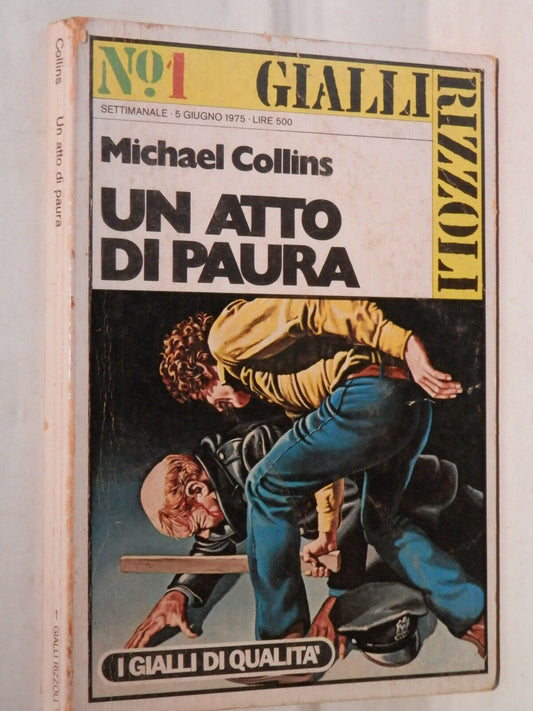 Nº1 GIALLI
RIZZOLI
SETTIMANALE · 5 GIUGNO 1975 · LIRE 500
Michael Collins
UN ATTO
DI PAURA
I GIALLI DI QUALITA'
Collins Un atto di paura 1 GIALLI RIZZOLI